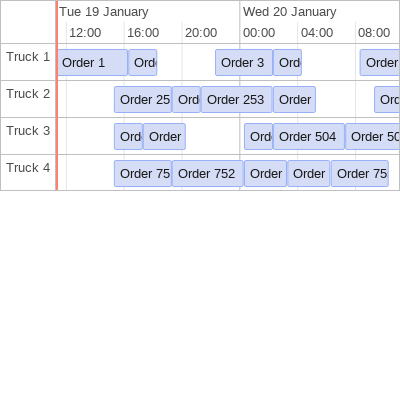 Tue 19 January Wed 20 January
12:00 16:00 20:00 00:00 04:00 08:00
Truck 1 Order 1 Ord Order 3 Ord Order
Truck 2 Order 25 Ord Order 253 Order Ord
Truck 3 Ord Order Ord Order 504 Order 50
Truck 4 Order 75 Order 752 Order Order Order 75